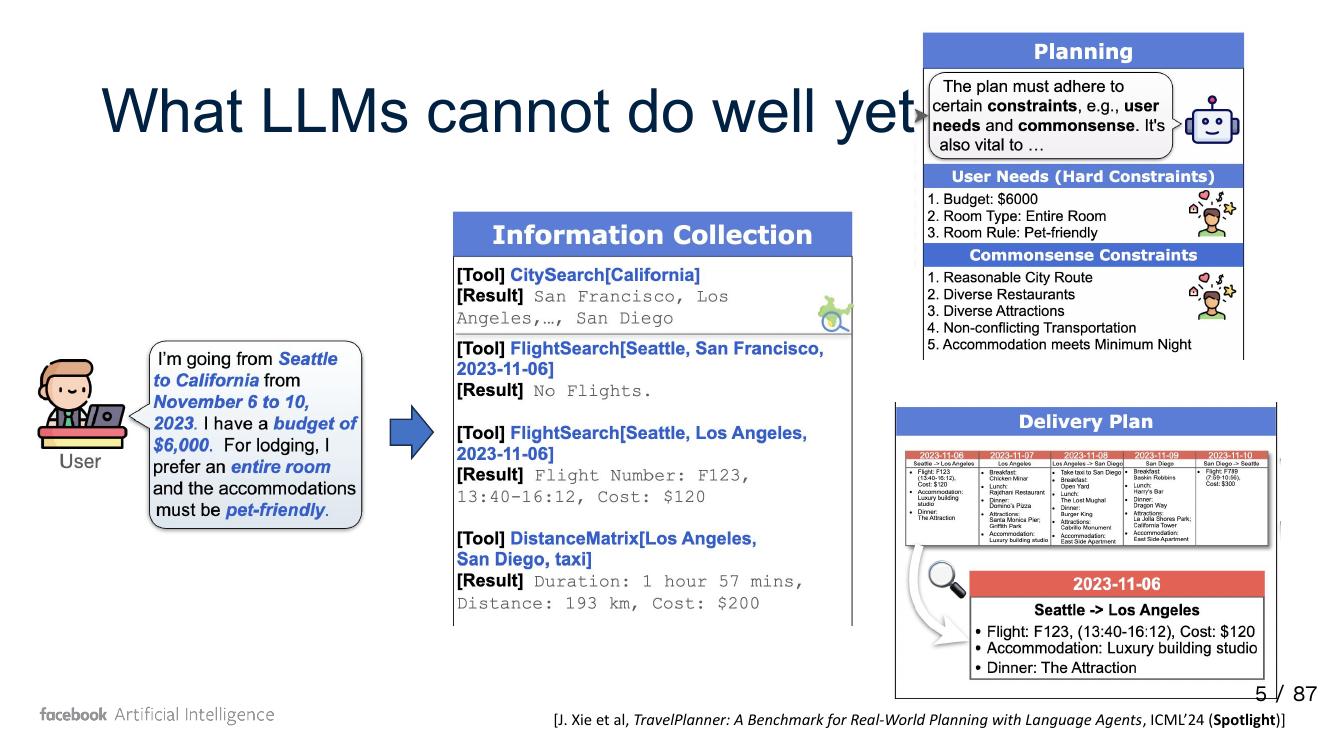 What LLMs cannot do well yet
I'm going from Seattle
to California from
November 6 to 10,
2023. I have a budget of
$6,000. For lodging, I
prefer an entire room
and the accommodations
must be pet-friendly.
User
Information Collection
[Tool] CitySearch[California]
[Result] San Francisco, Los
Angeles,…, San Diego
[Tool] FlightSearch[Seattle, San Francisco,
2023-11-06]
[Result] No Flights.
[Tool] FlightSearch[Seattle, Los Angeles,
2023-11-06]
[Result] Flight Number: F123,
13:40-16:12, Cost: $120
[Tool] DistanceMatrix[Los Angeles,
San Diego, taxi]
[Result] Duration: 1 hour 57 mins,
Distance: 193 km, Cost: $200
Planning
The plan must adhere to
certain constraints, e.g., user
needs and commonsense. It's
also vital to …
User Needs (Hard Constraints)
1. Budget: $6000
2. Room Type: Entire Room
3. Room Rule: Pet-friendly
Commonsense Constraints
1. Reasonable City Route
2. Diverse Restaurants
3. Diverse Attractions
4. Non-conflicting Transportation
5. Accommodation meets Minimum Night
Delivery Plan
2023-11-06
Seattle -> Los Angeles
• Flight: F123
(13:40-16:12),
Cost: $120
• Accommodation:
Luxury building
studio
• Dinner:
The Attraction
2023-11-07
Los Angeles
• Breakfast:
Chicken Minar
• Lunch:
Rajdhani Restaurant
• Dinner:
Domino's Pizza
• Attractions:
Santa Monica Pier;
Griffith Park
• Accommodation:
Luxury building studio
2023-11-08
Los Angeles -> San Diego
• Take taxi to San Diego
• Breakfast:
Open Yard
• Lunch:
The Lost Mughal
• Dinner:
Burger King
• Attractions:
Cabrillo Monument
• Accommodation:
East Side Apartment
2023-11-09
San Diego
• Breakfast
Baskin Robbins
• Lunch:
Harry's Bar
• Dinner:
Dragon Way
• Attractions:
La Jolla Shores Park;
California Tower
• Accommodation:
East Side Apartment
2023-11-10
San Diego -> Seattle
• Flight: F789
(7:59-10:56),
Cost: $300
2023-11-06
Seattle -> Los Angeles
• Flight: F123, (13:40-16:12), Cost: $120
• Accommodation: Luxury building studio
• Dinner: The Attraction
5 / 87
facebook Artificial Intelligence
[J. Xie et al, TravelPlanner: A Benchmark for Real-World Planning with Language Agents, ICML'24 (Spotlight)]